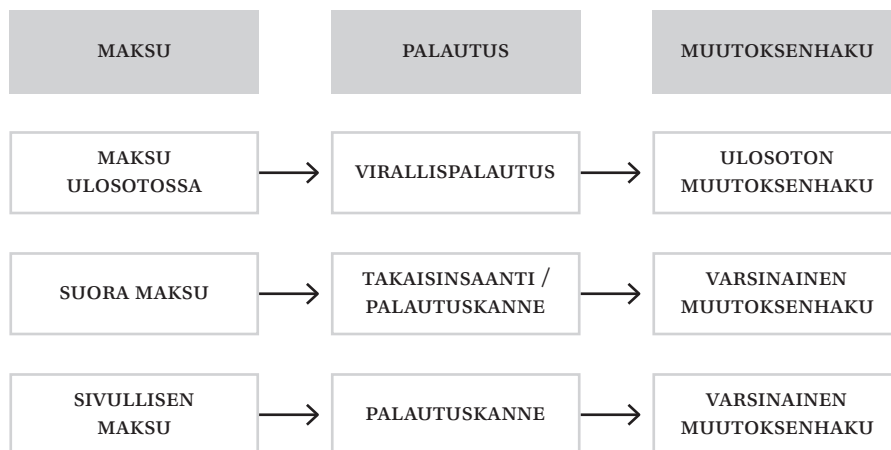 MAKSU
PALAUTUS
MUUTOKSENHAKU
MAKSU
ULOSOTOSSA
VIRALLISPALAUTUS
ULOSOTON
MUUTOKSENHAKU
SUORA MAKSU
TAKAISINSAANTI /
PALAUTUSKANNE
VARSINAINEN
MUUTOKSENHAKU
SIVULLISEN
MAKSU
PALAUTUSKANNE
VARSINAINEN
MUUTOKSENHAKU